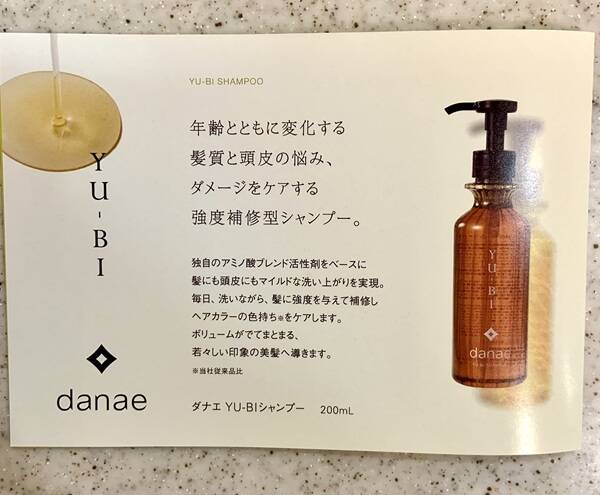 YU-BI SHAMPOO
YU-BI
年齢とともに変化する
髪質と頭皮の悩み、
ダメージをケアする
強度補修型シャンプー。
独自のアミノ酸ブレンド活性剤をベースに
髪にも頭皮にもマイルドな洗い上がりを実現。
毎日、洗いながら、髪に強度を与えて補修し
ヘアカラーの色持ち※をケアします。
ボリュームがでてまとまる、
若々しい印象の美髪へ導きます。
※当社従来品比
danae
ダナエ YU-BIシャンプー 200mL
YU-BI
danae